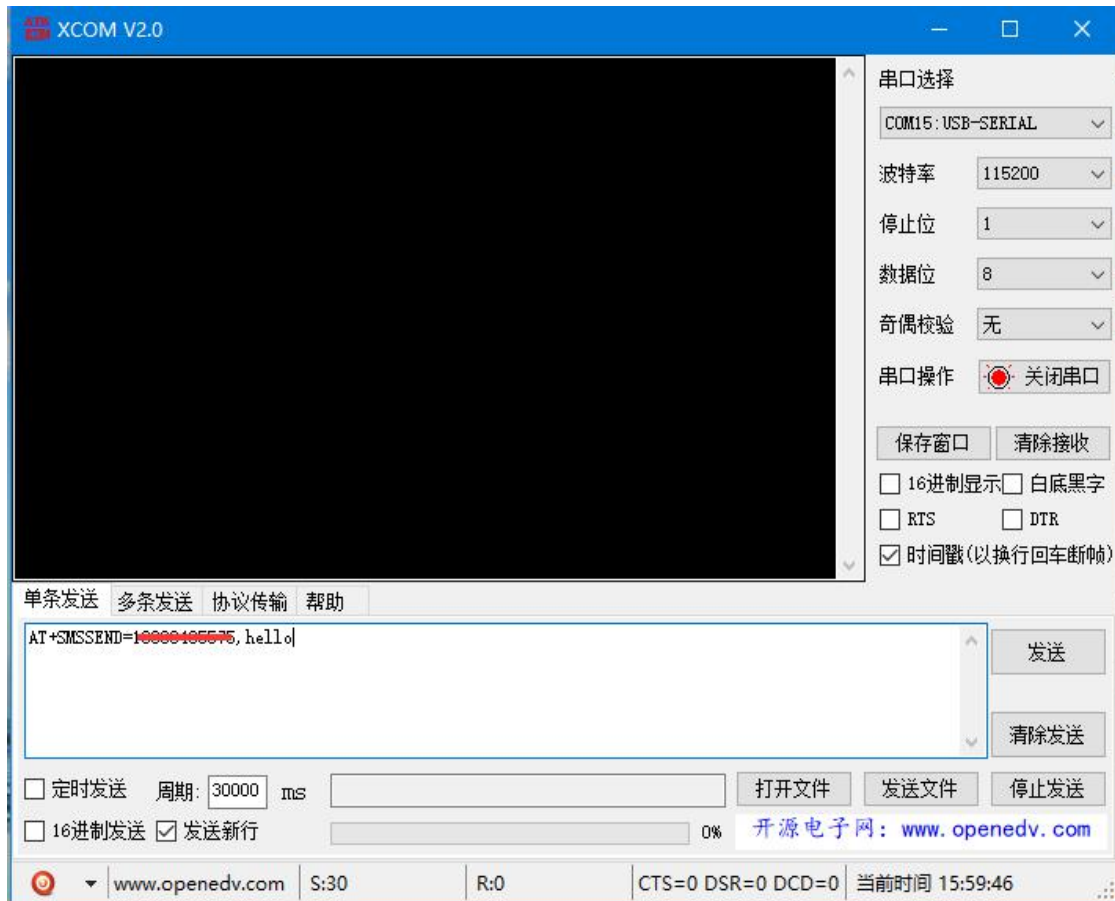 XCOM V2.0
串口选择
COM15:USB-SERIAL
波特率 115200
停止位 1
数据位 8
奇偶校验 无
串口操作 关闭串口
保存窗口 清除接收
16进制显示 白底黑字
RTS DTR
时间戳(以换行回车断帧)
单条发送 多条发送 协议传输 帮助
AT+SMSSEND= ,hello
发送
清除发送
定时发送 周期: 30000 ms 打开文件 发送文件 停止发送
16进制发送 发送新行 0% 开源电子网: www.openedv.com
www.openedv.com S:30 R:0 CTS=0 DSR=0 DCD=0 当前时间 15:59:46